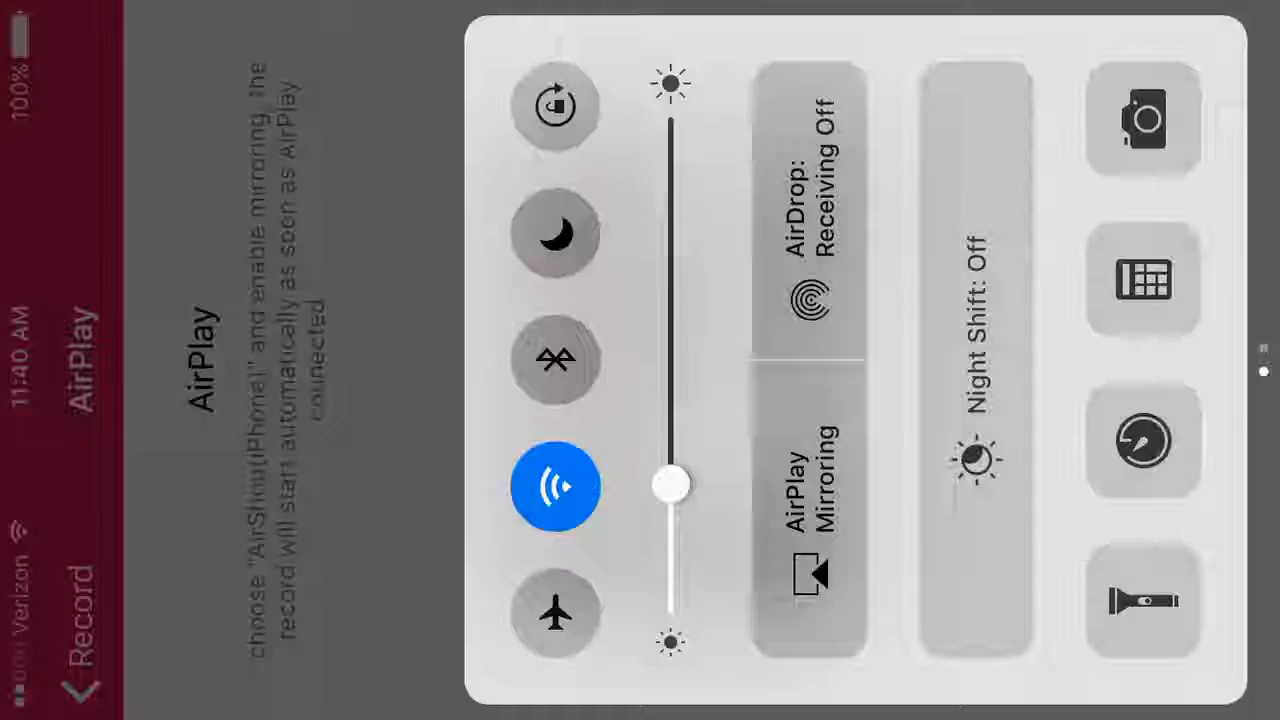 Verizon 11:40 AM 100%
Record AirPlay
AirPlay
choose "AirShou(iPhone)" and enable mirroring, the
record will start automatically as soon as AirPlay
connected
AirPlay
Mirroring
AirDrop:
Receiving Off
Night Shift: Off